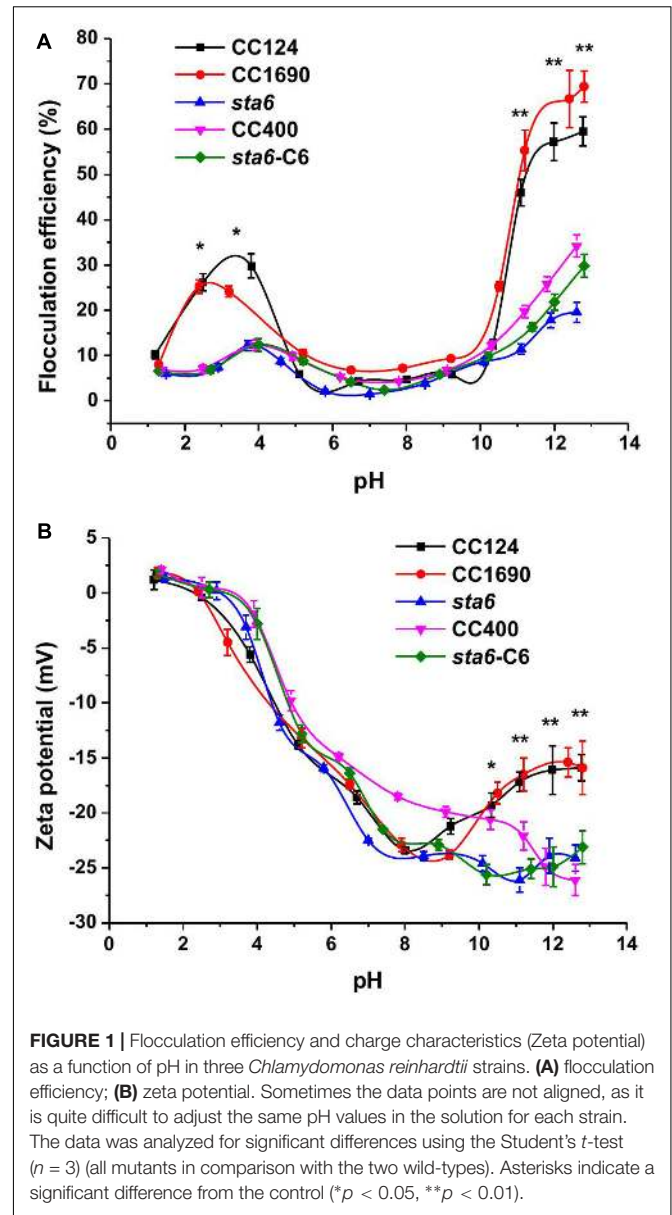 A
CC124
CC1690
sta6
CC400
sta6-C6
Flocculation efficiency (%)
80
70
60
50
40
30
20
10
0
* * ** ** **
0 2 4 6 8 10 12 14
pH
B
CC124
CC1690
sta6
CC400
sta6-C6
Zeta potential (mV)
5
0
-5
-10
-15
-20
-25
-30
* ** ** **
0 2 4 6 8 10 12 14
pH
FIGURE 1 | Flocculation efficiency and charge characteristics (Zeta potential)
as a function of pH in three Chlamydomonas reinhardtii strains. (A) flocculation
efficiency; (B) zeta potential. Sometimes the data points are not aligned, as it
is quite difficult to adjust the same pH values in the solution for each strain.
The data was analyzed for significant differences using the Student's t-test
(n = 3) (all mutants in comparison with the two wild-types). Asterisks indicate a
significant difference from the control (*p < 0.05, **p < 0.01).